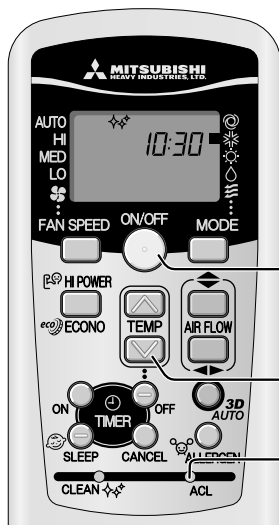 MITSUBISHI
HEAVY INDUSTRIES, LTD.
AUTO
HI
MED
LO
10:30
FAN SPEED
ON/OFF
MODE
HI POWER
eco ECONO
TEMP
AIR FLOW
ON
TIMER
OFF
3D
AUTO
SLEEP
CANCEL
ALLERGEN
CLEAN
ACL